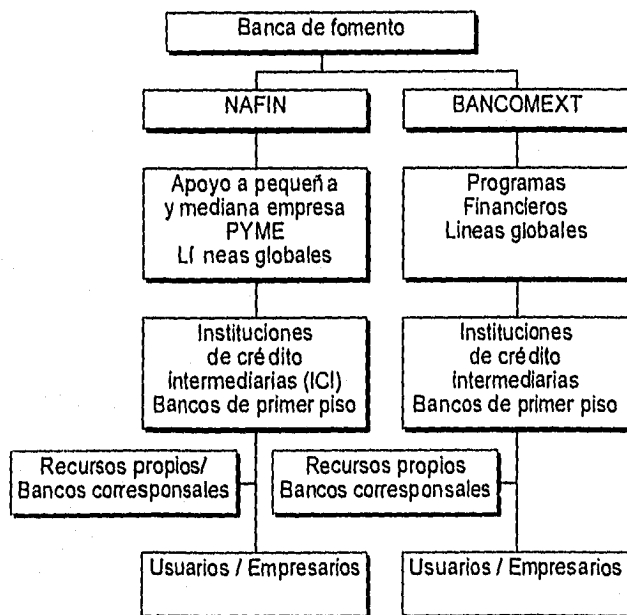 Banca de fomento
NAFIN
BANCOMEXT
Apoyo a pequeña
y mediana empresa
PYME
Lí neas globales
Programas
Financieros
Lineas globales
Instituciones
de crédito
intermediarias (ICI)
Bancos de primer piso
Instituciones
de crédito
intermediarias
Bancos de primer piso
Recursos propios/
Bancos corresponsales
Recursos propios
Bancos corresponsales
Usuarios / Empresarios
Usuarios / Empresarios